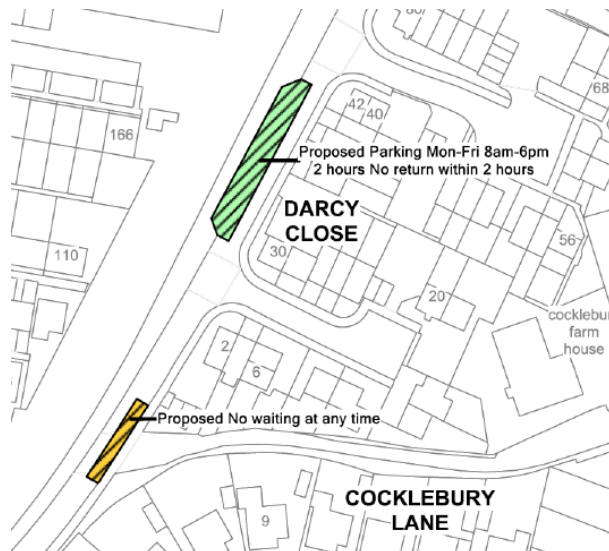 42
40
68
166
Proposed Parking Mon-Fri 8am-6pm
2 hours No return within 2 hours
DARCY
CLOSE
110
30
56
20
cocklebur
farm
house
2
6
Proposed No waiting at any time
COCKLEBURY
LANE
9